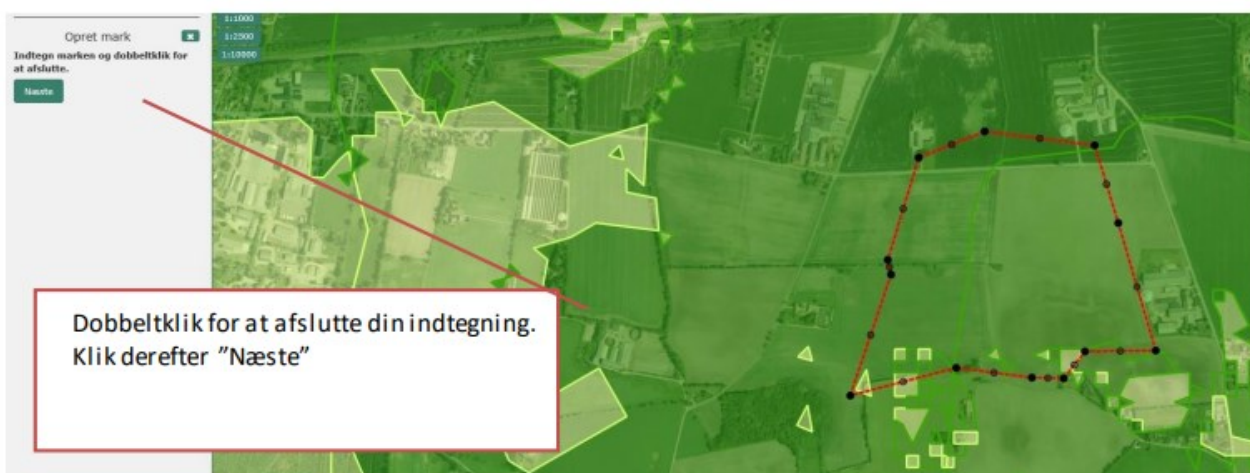 Opret mark
Indtegn marken og dobbeltklik for
at afslutte.
Næste
1:1000
1:2500
1:10000
Dobbeltklik for at afslutte din indtegning.
Klik derefter ”Næste”